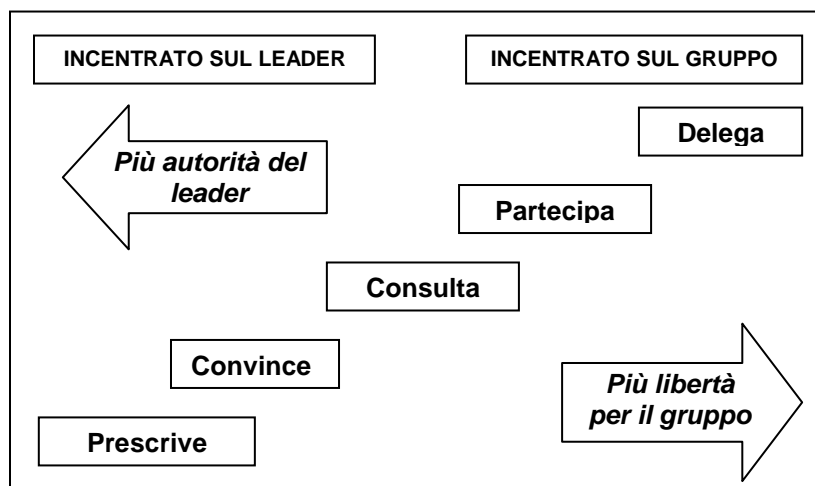 INCENTRATO SUL LEADER
INCENTRATO SUL GRUPPO
Delega
Più autorità del
leader
Partecipa
Consulta
Convince
Più libertà
per il gruppo
Prescrive